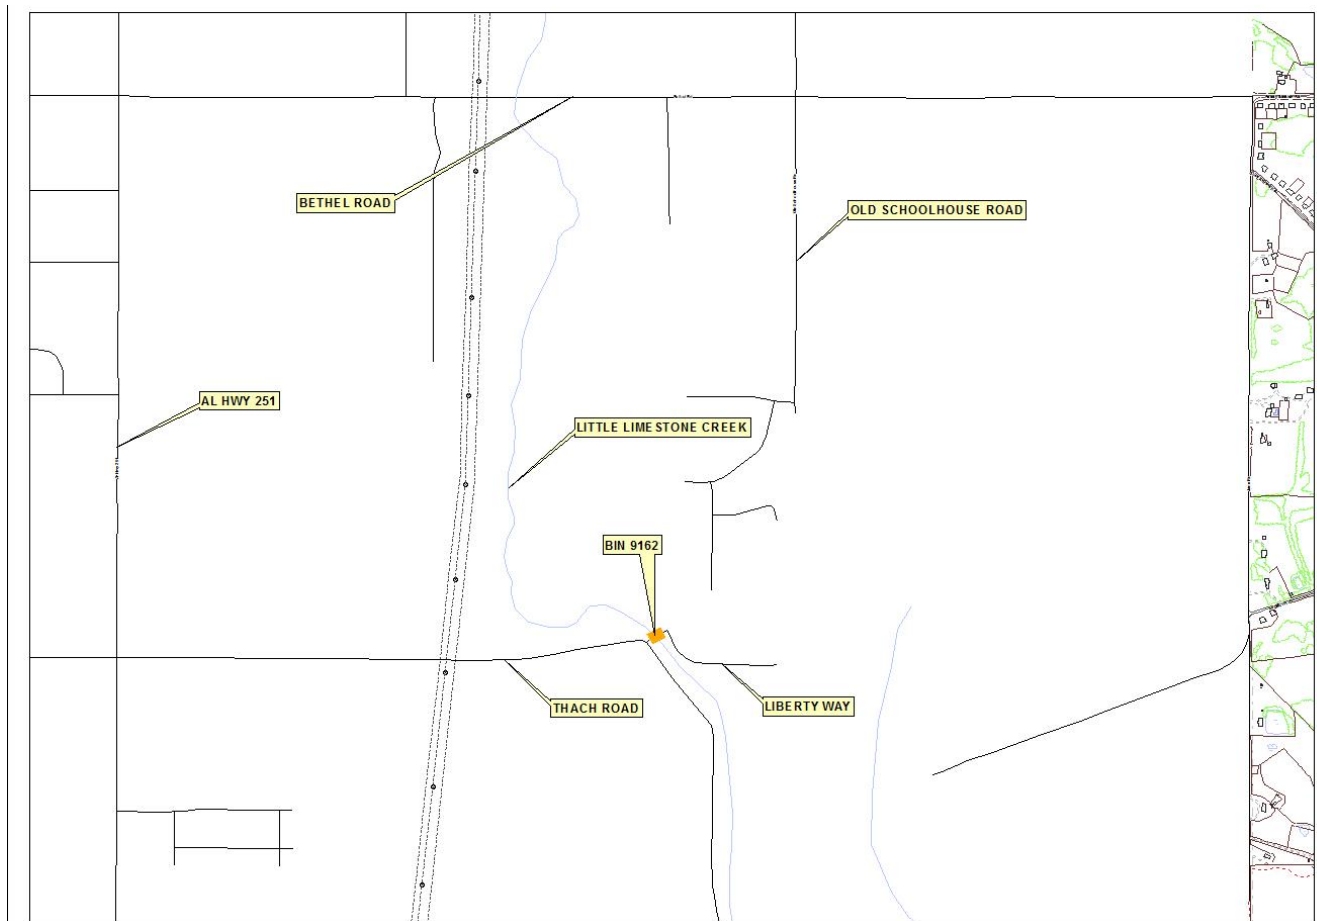 BETHEL ROAD
OLD SCHOOLHOUSE ROAD
AL HWY 251
LITTLE LIMESTONE CREEK
BIN 9162
THACH ROAD
LIBERTY WAY